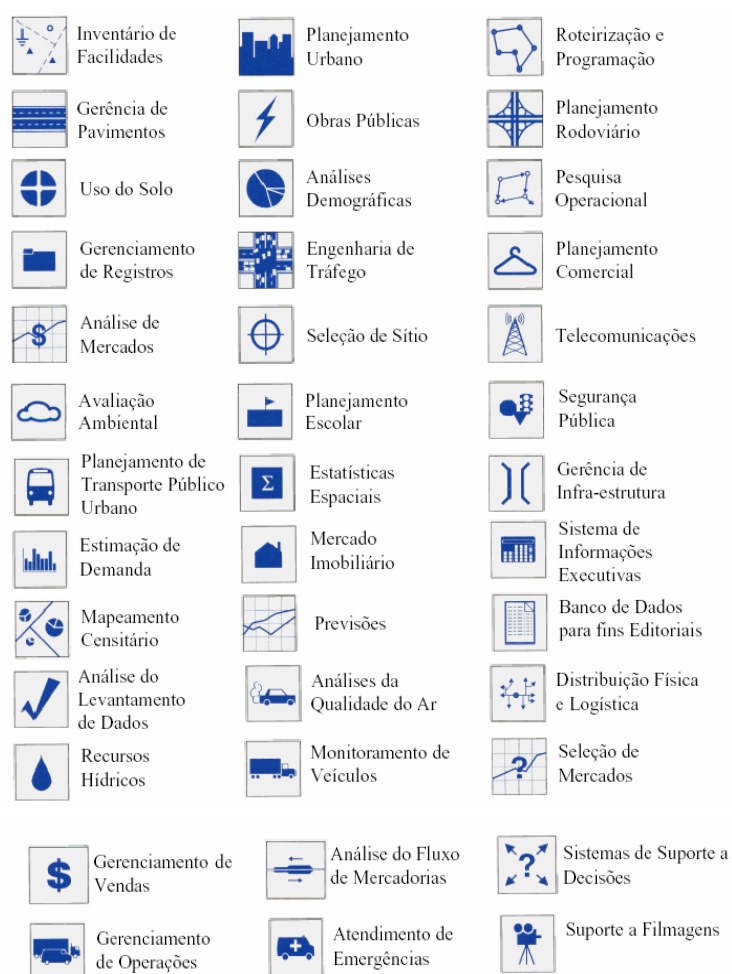 Inventário de
Facilidades
Planejamento
Urbano
Roteirização e
Programação
Gerência de
Pavimentos
Obras Públicas
Planejamento
Rodoviário
Uso do Solo
Análises
Demográficas
Pesquisa
Operacional
Gerenciamento
de Registros
Engenharia de
Tráfego
Planejamento
Comercial
$
Análise de
Mercados
Seleção de Sítio
Telecomunicações
Avaliação
Ambiental
Planejamento
Escolar
Segurança
Pública
Planejamento de
Transporte Público
Urbano
Σ
Estatísticas
Espaciais
Gerência de
Infra-estrutura
Estimação de
Demanda
Mercado
Imobiliário
Sistema de
Informações
Executivas
Mapeamento
Censitário
Previsões
Banco de Dados
para fins Editoriais
Análise do
Levantamento
de Dados
Análises da
Qualidade do Ar
Distribuição Física
e Logística
Recursos
Hídricos
Monitoramento de
Veículos
?
Seleção de
Mercados
$
Gerenciamento de
Vendas
Análise do Fluxo
de Mercadorias
?
Sistemas de Suporte a
Decisões
Gerenciamento
de Operações
Atendimento de
Emergências
Suporte a Filmagens